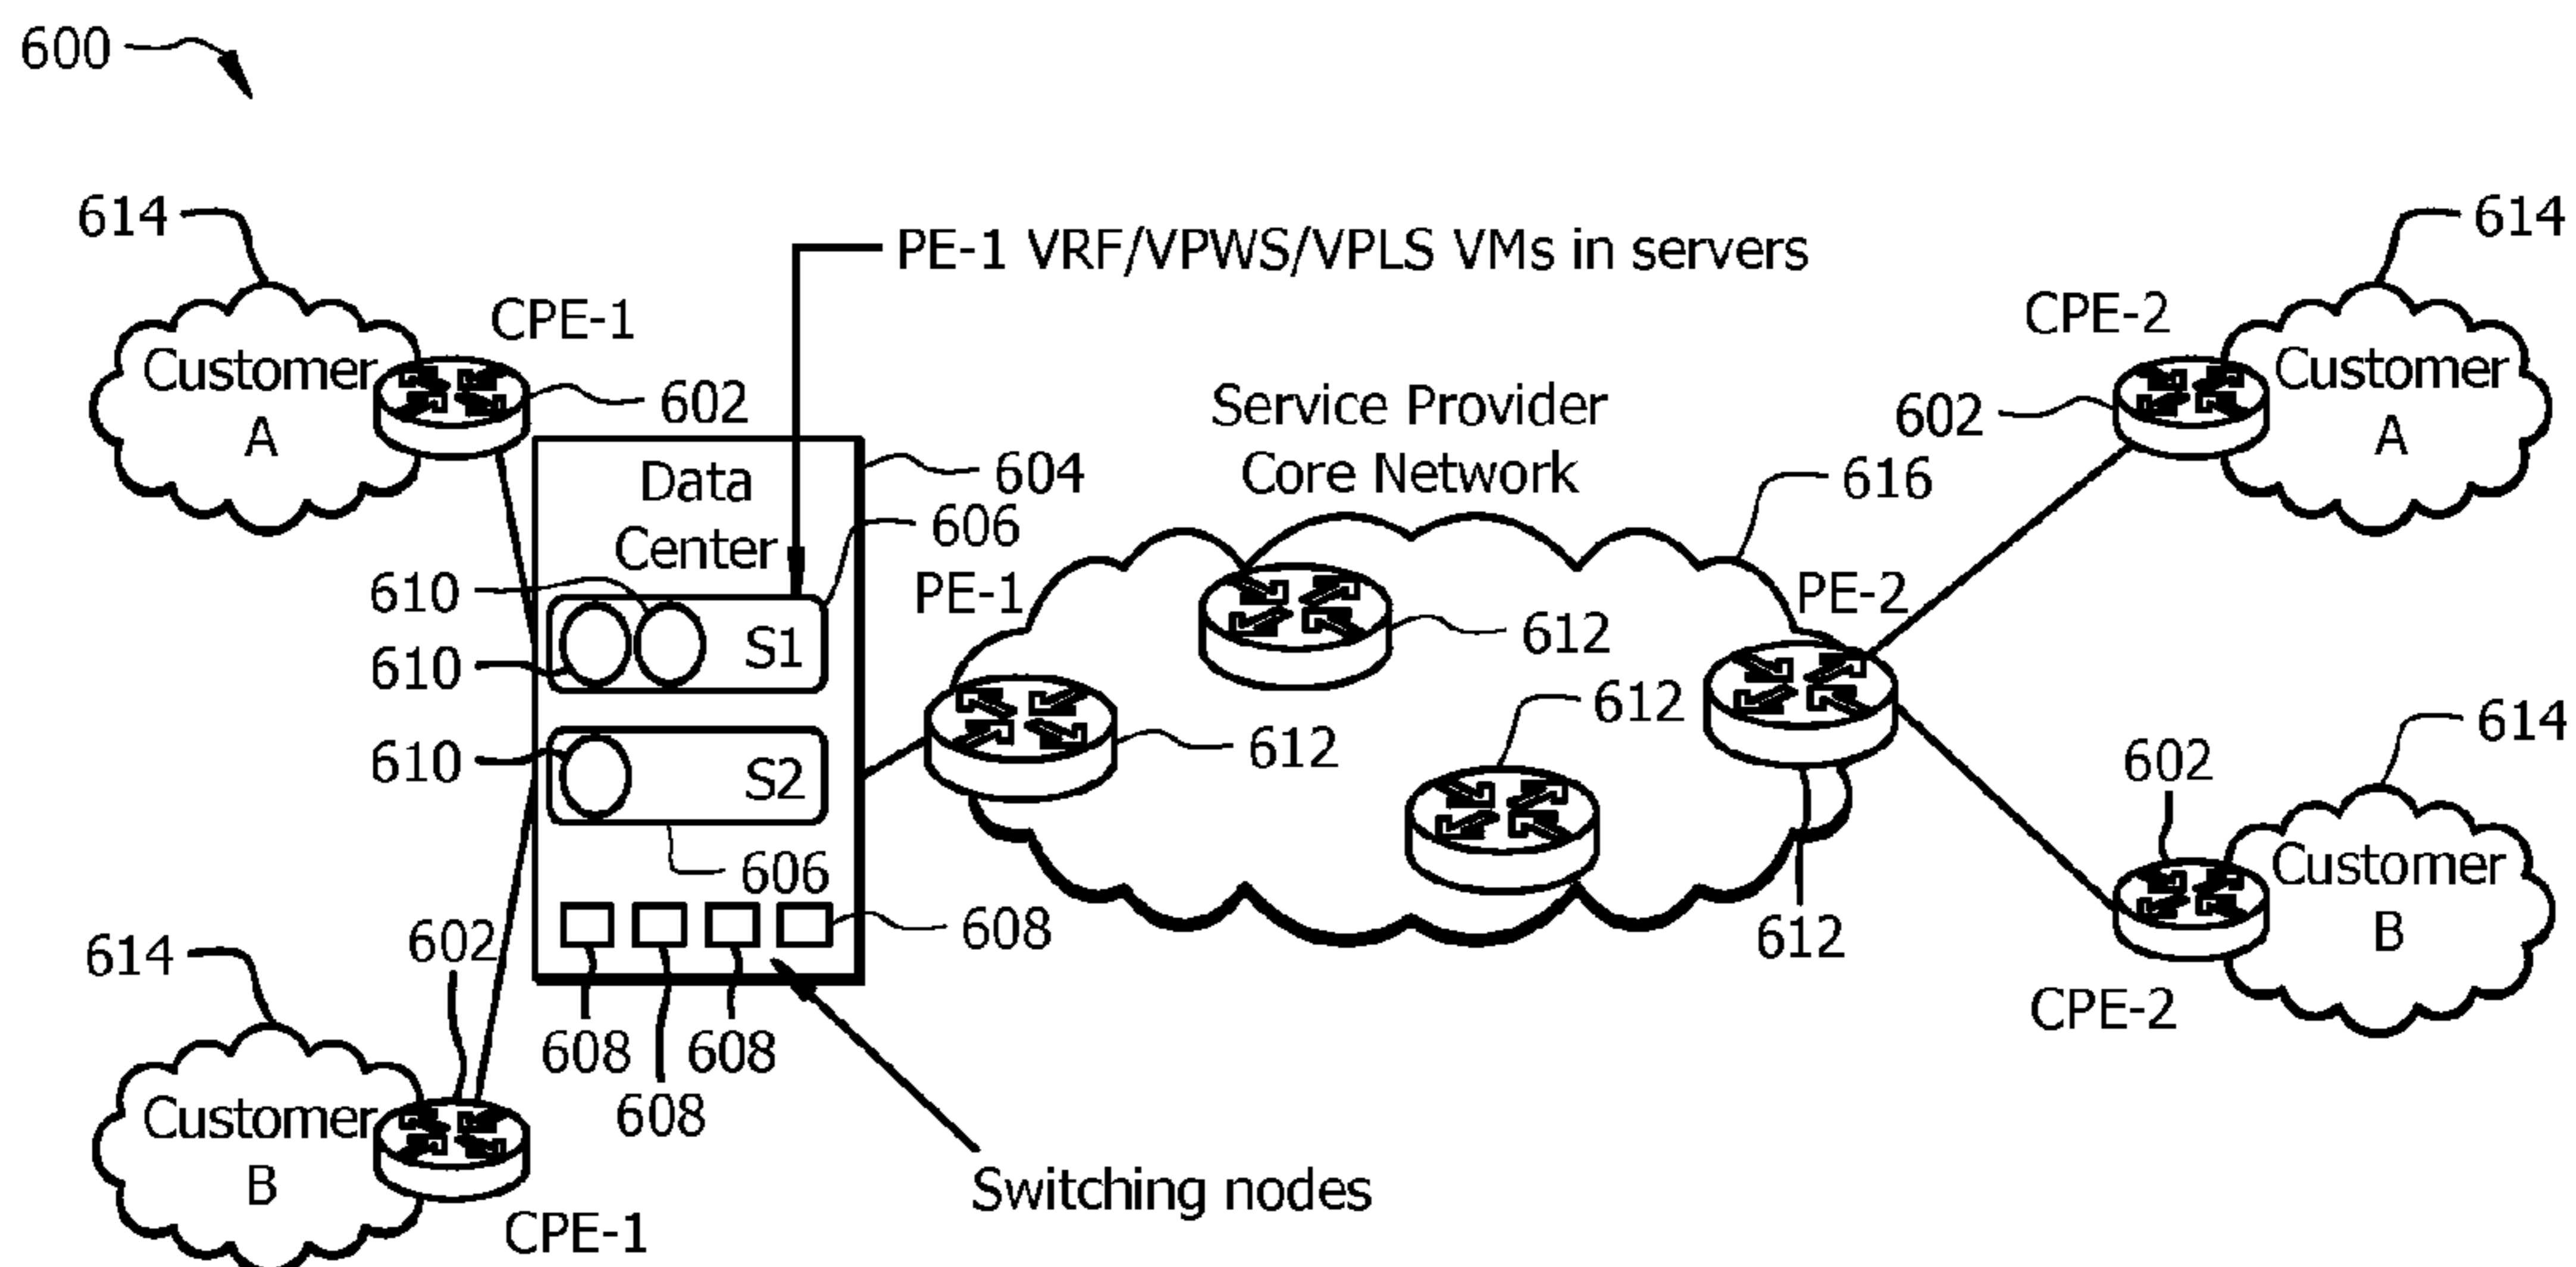 600
614
PE-1 VRF/VPWS/VPLS VMs in servers
614
CPE-1
CPE-2
Customer
A
602
Service Provider
Core Network
602
Customer
A
Data
Center
604
606
616
610
PE-1
PE-2
610
S1
612
612
612
610
S2
606
602
614
608
612
Customer
B
614
602
608
608
608
CPE-2
Customer
B
Switching nodes
CPE-1